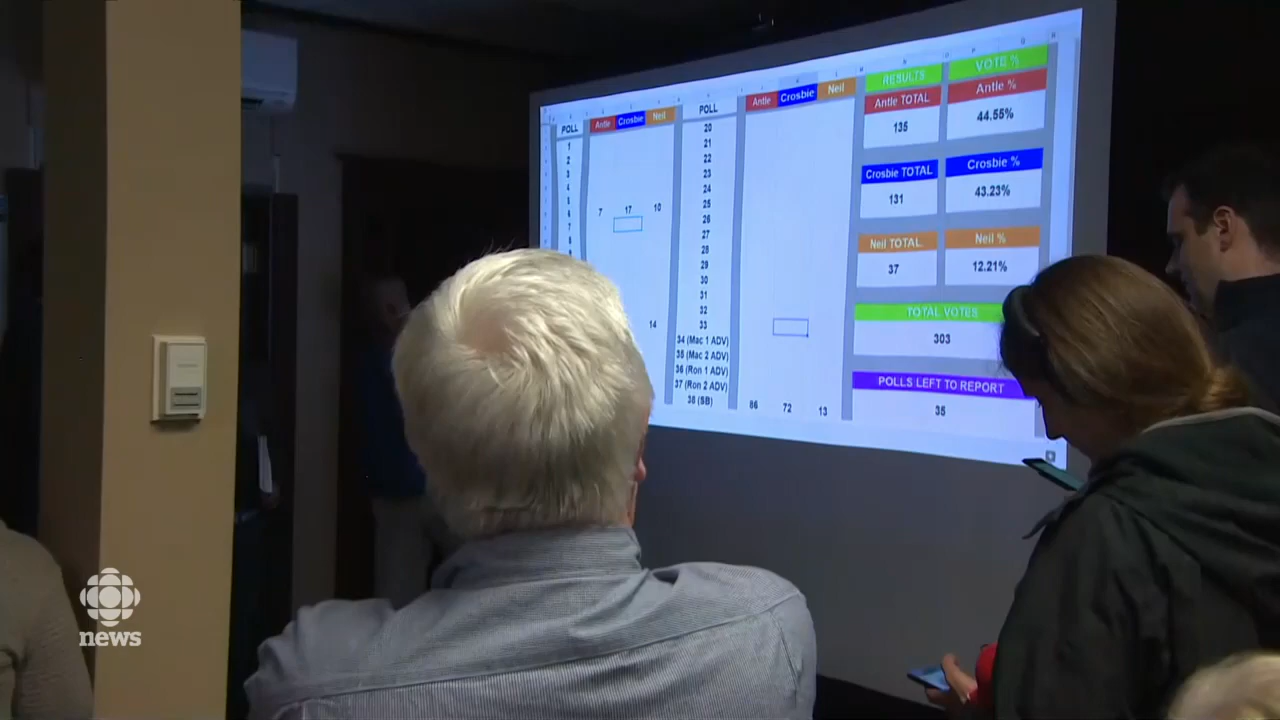 POLL Antle Crosbie Neil POLL Antle Crosbie Neil RESULTS VOTE %
1 20 Antle TOTAL Antle %
2 21 135 44.55%
3 22
4 23
5 24 Crosbie TOTAL Crosbie %
6 7 17 10 25 131 43.23%
7 26
8 27
28 Neil TOTAL Neil %
29 37 12.21%
30
31
32 TOTAL VOTES
14 33 303
34 (Mac 1 ADV)
35 (Mac 2 ADV)
36 (Ron 1 ADV) POLLS LEFT TO REPORT
37 (Ron 2 ADV) 35
38 (SB) 86 72 13
news